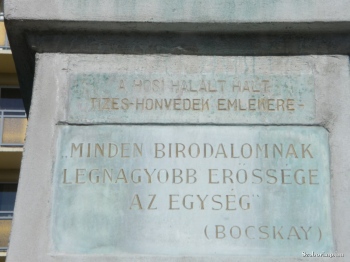 A HŐSI HALÁLT HALT
TIZES-HONVÉDEK EMLÉKÉRE-
"MINDEN BIRODALOMNAK
LEGNAGYOBB ERŐSSÉGE
AZ EGYSÉG"
(BOCSKAY)